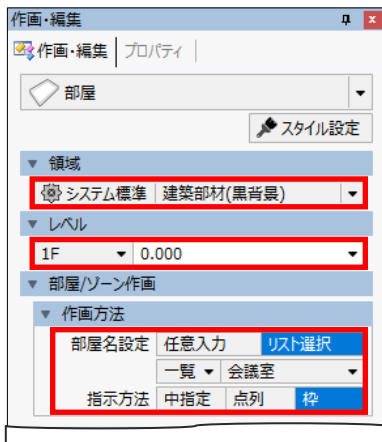 作画・編集
作画・編集 プロパティ
部屋
スタイル設定
領域
システム標準 建築部材(黒背景)
レベル
1F 0.000
部屋/ゾーン作画
作画方法
部屋名設定 任意入力 リスト選択
一覧 会議室
指示方法 中指定 点列 枠